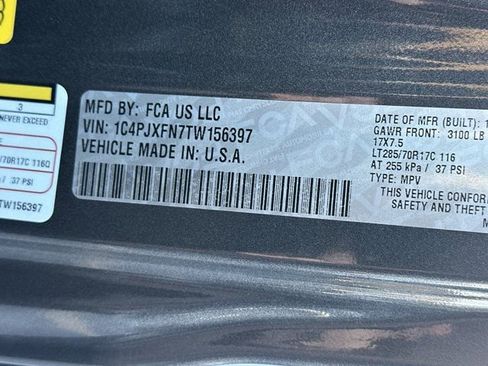 MFD BY: FCA US LLC
VIN: 1C4PJXFN7TW156397
VEHICLE MADE IN: U.S.A.
DATE OF MFR (BUILT): 1
GAWR FRONT: 3100 LB
17X7.5
LT285/70R17C 116
AT 255 kPa / 37 PSI
TYPE: MPV
THIS VEHICLE CONFOR
SAFETY AND THEFT
3
NEVER EXCEED
70R17C 116Q
/ 37 PSI
TW156397